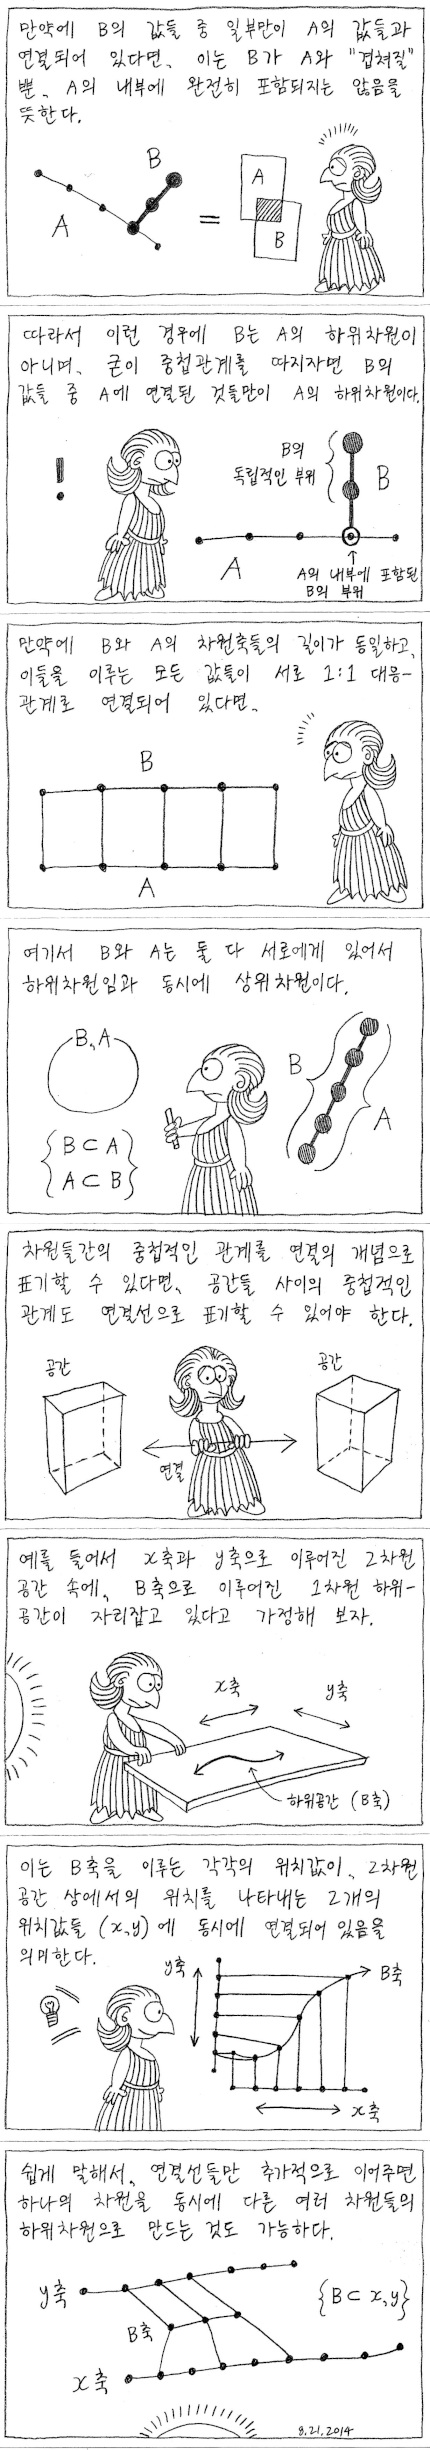 만약에 B의 값들 중 일부만이 A의 값들과
연결되어 있다면, 이는 B가 A와 "겹쳐질"
뿐, A의 내부에 완전히 포함되지는 않음을
뜻한다.
B
A
=
A
B
따라서 이런 경우에 B는 A의 하위차원이
아니며, 굳이 중첩관계를 따지자면 B의
값들 중 A에 연결된 것들만이 A의 하위차원이다.
!
B의
독립적인 부위
B
A
↑
A의 내부에 포함된
B의 부위
만약에 B와 A의 차원축들의 길이가 동일하고,
이들을 이루는 모든 값들이 서로 1:1 대응-
관계로 연결되어 있다면,
B
A
여기서 B와 A는 둘 다 서로에게 있어서
하위차원임과 동시에 상위차원이다.
B, A
B⊂A
A⊂B
B
A
차원들간의 중첩적인 관계를 연결의 개념으로
표기할 수 있다면, 공간들 사이의 중첩적인
관계도 연결선으로 표기할 수 있어야 한다.
공간
공간
연결
예를 들어서 x축과 y축으로 이루어진 2차원
공간 속에, B축으로 이루어진 1차원 하위-
공간이 자리잡고 있다고 가정해 보자.
x축
y축
하위공간 (B축)
이는 B축을 이루는 각각의 위치값이, 2차원
공간 상에서의 위치를 나타내는 2개의
위치값들 (x,y)에 동시에 연결되어 있음을
의미한다.
y축
B축
x축
쉽게 말해서, 연결선들만 추가적으로 이어주면
하나의 차원을 동시에 다른 여러 차원들의
하위차원으로 만드는 것도 가능하다.
y축
{B⊂x,y}
B축
x축
8.21.2014